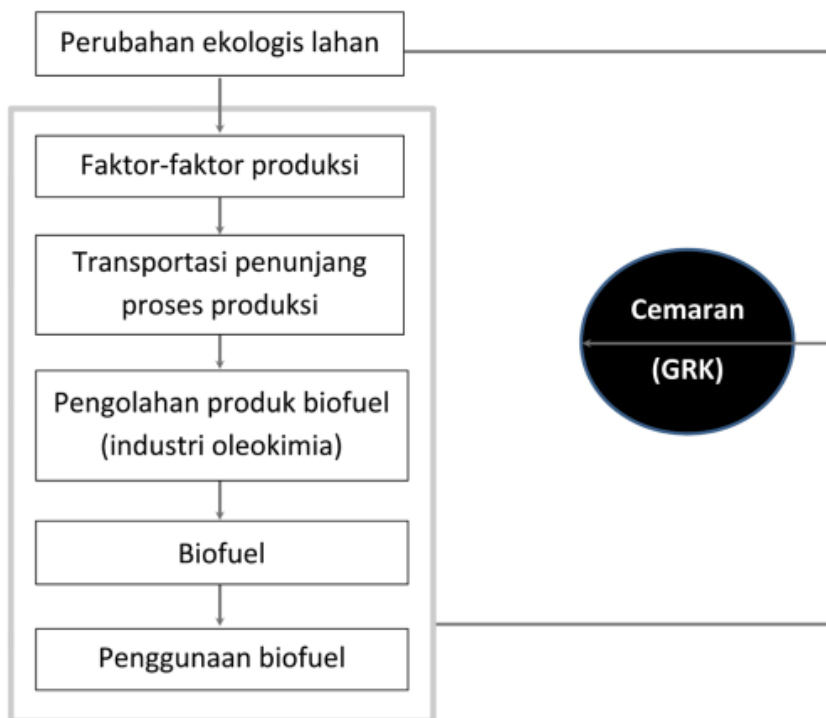 Perubahan ekologis lahan
Faktor-faktor produksi
Transportasi penunjang
proses produksi
Pengolahan produk biofuel
(industri oleokimia)
Biofuel
Penggunaan biofuel
Cemaran
(GRK)